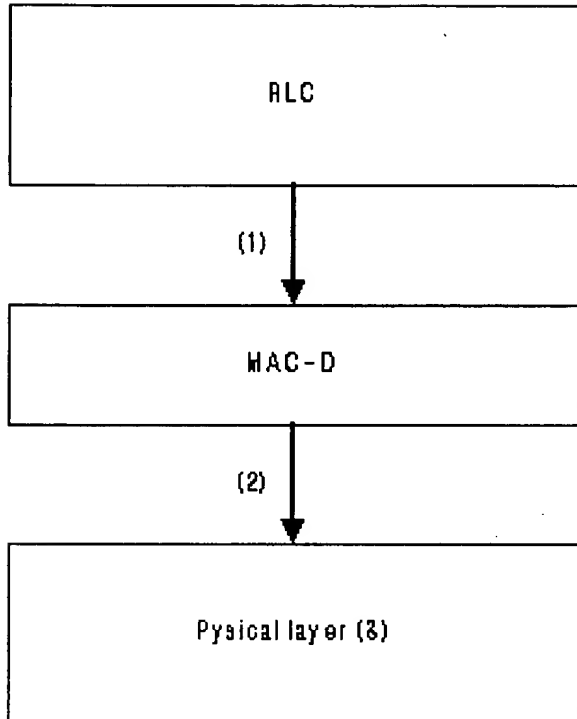 RLC
(1)
MAC-D
(2)
Pysical layer (3)